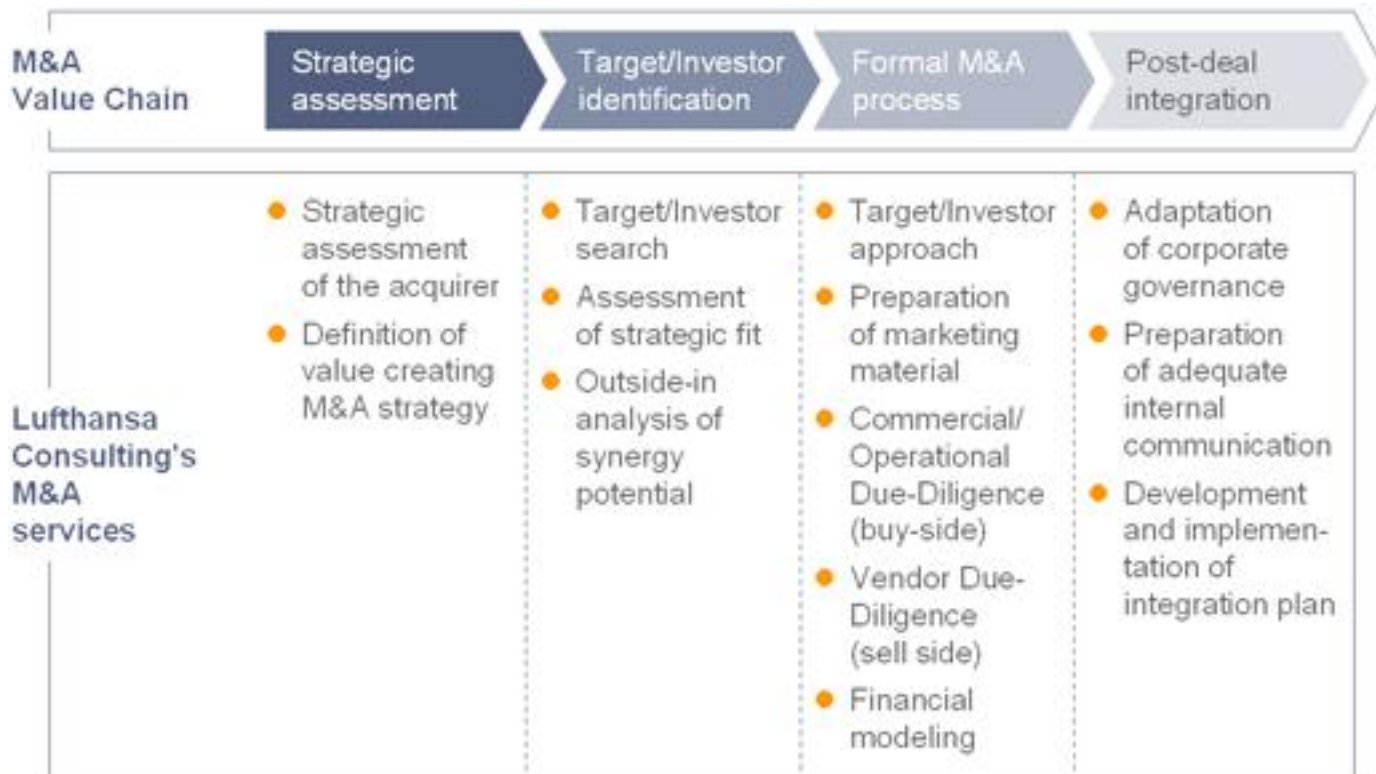 M&A
Value Chain
Strategic
assessment
Target/Investor
identification
Formal M&A
process
Post-deal
integration
Lufthansa
Consulting's
M&A
services
Strategic
assessment
of the acquirer
Definition of
value creating
M&A strategy
Target/Investor
search
Assessment
of strategic fit
Outside-in
analysis of
synergy
potential
Target/Investor
approach
Preparation
of marketing
material
Commercial/
Operational
Due-Diligence
(buy-side)
Vendor Due-
Diligence
(sell side)
Financial
modeling
Adaptation
of corporate
governance
Preparation
of adequate
internal
communication
Development
and implemen-
tation of
integration plan